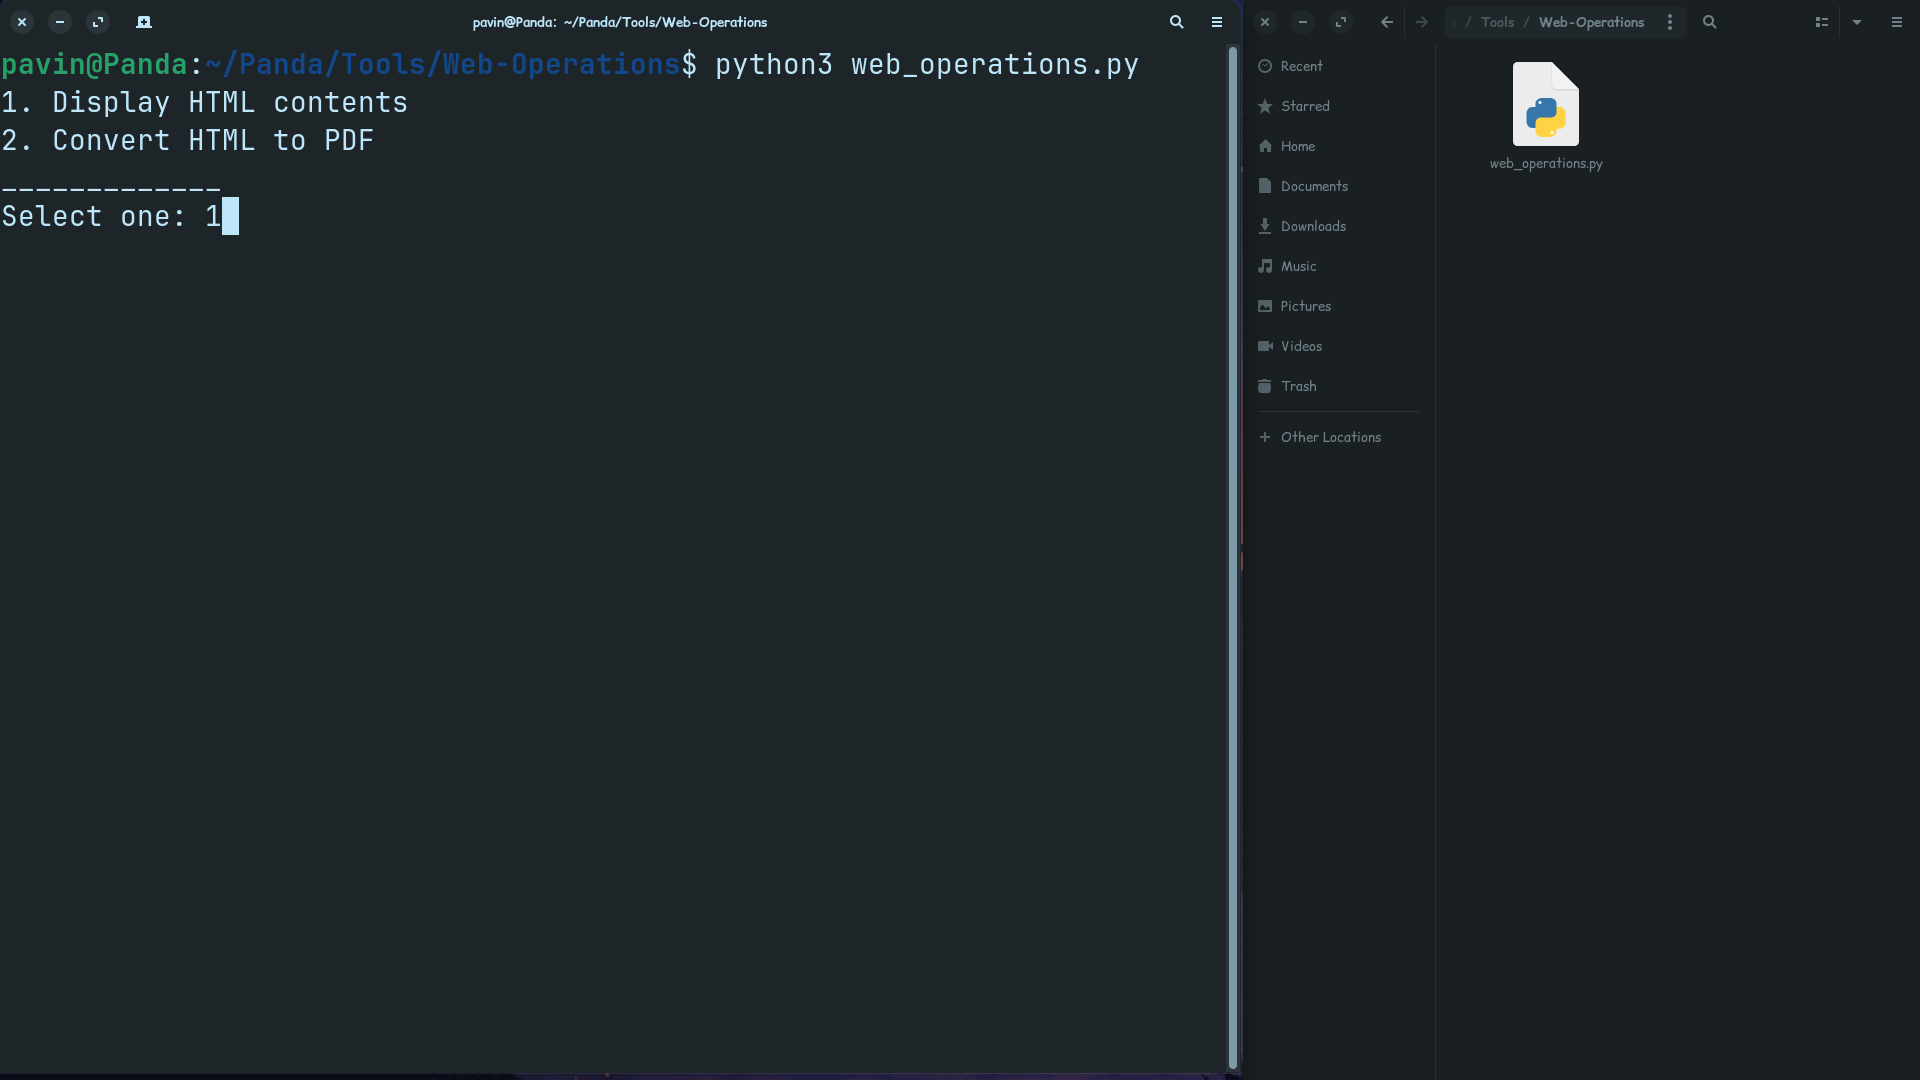 pavin@Panda: ~/Panda/Tools/Web-Operations
pavin@Panda:~/Panda/Tools/Web-Operations$ python3 web_operations.py
1. Display HTML contents
2. Convert HTML to PDF
_____________
Select one: 1
/ Tools / Web-Operations
Recent
Starred
Home
Documents
Downloads
Music
Pictures
Videos
Trash
+ Other Locations
web_operations.py